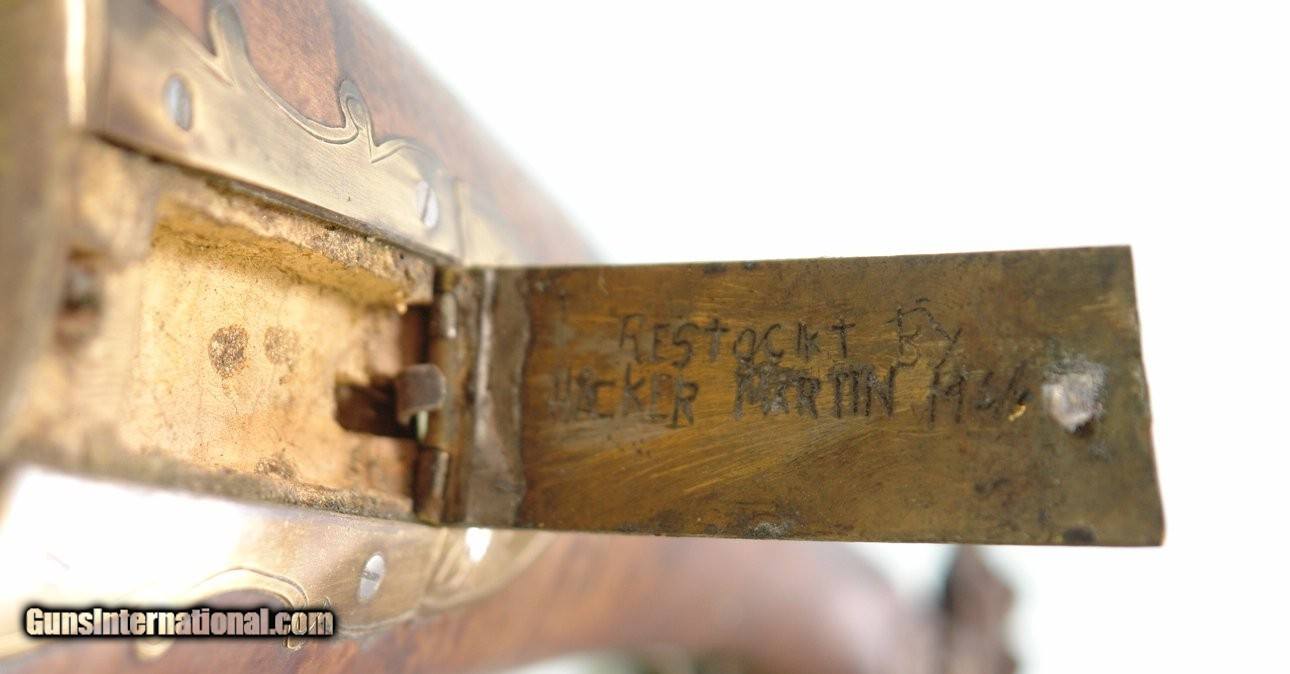 RESTOCKT By
HACKER MARTIN
GunsInternational.com